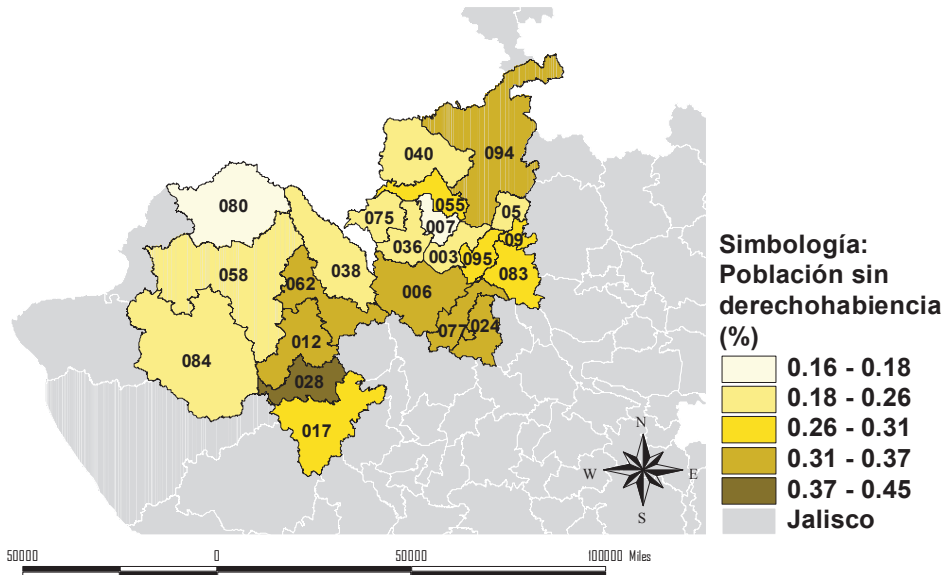 040
094
080
055
05
075
007
09
036
003
095
058
062
038
083
006
077
024
012
084
028
017
Simbología:
Población sin
derechohabiencia
(%)
0.16 - 0.18
0.18 - 0.26
0.26 - 0.31
0.31 - 0.37
0.37 - 0.45
Jalisco
N
W E
S
50000 0 50000 100000 Miles